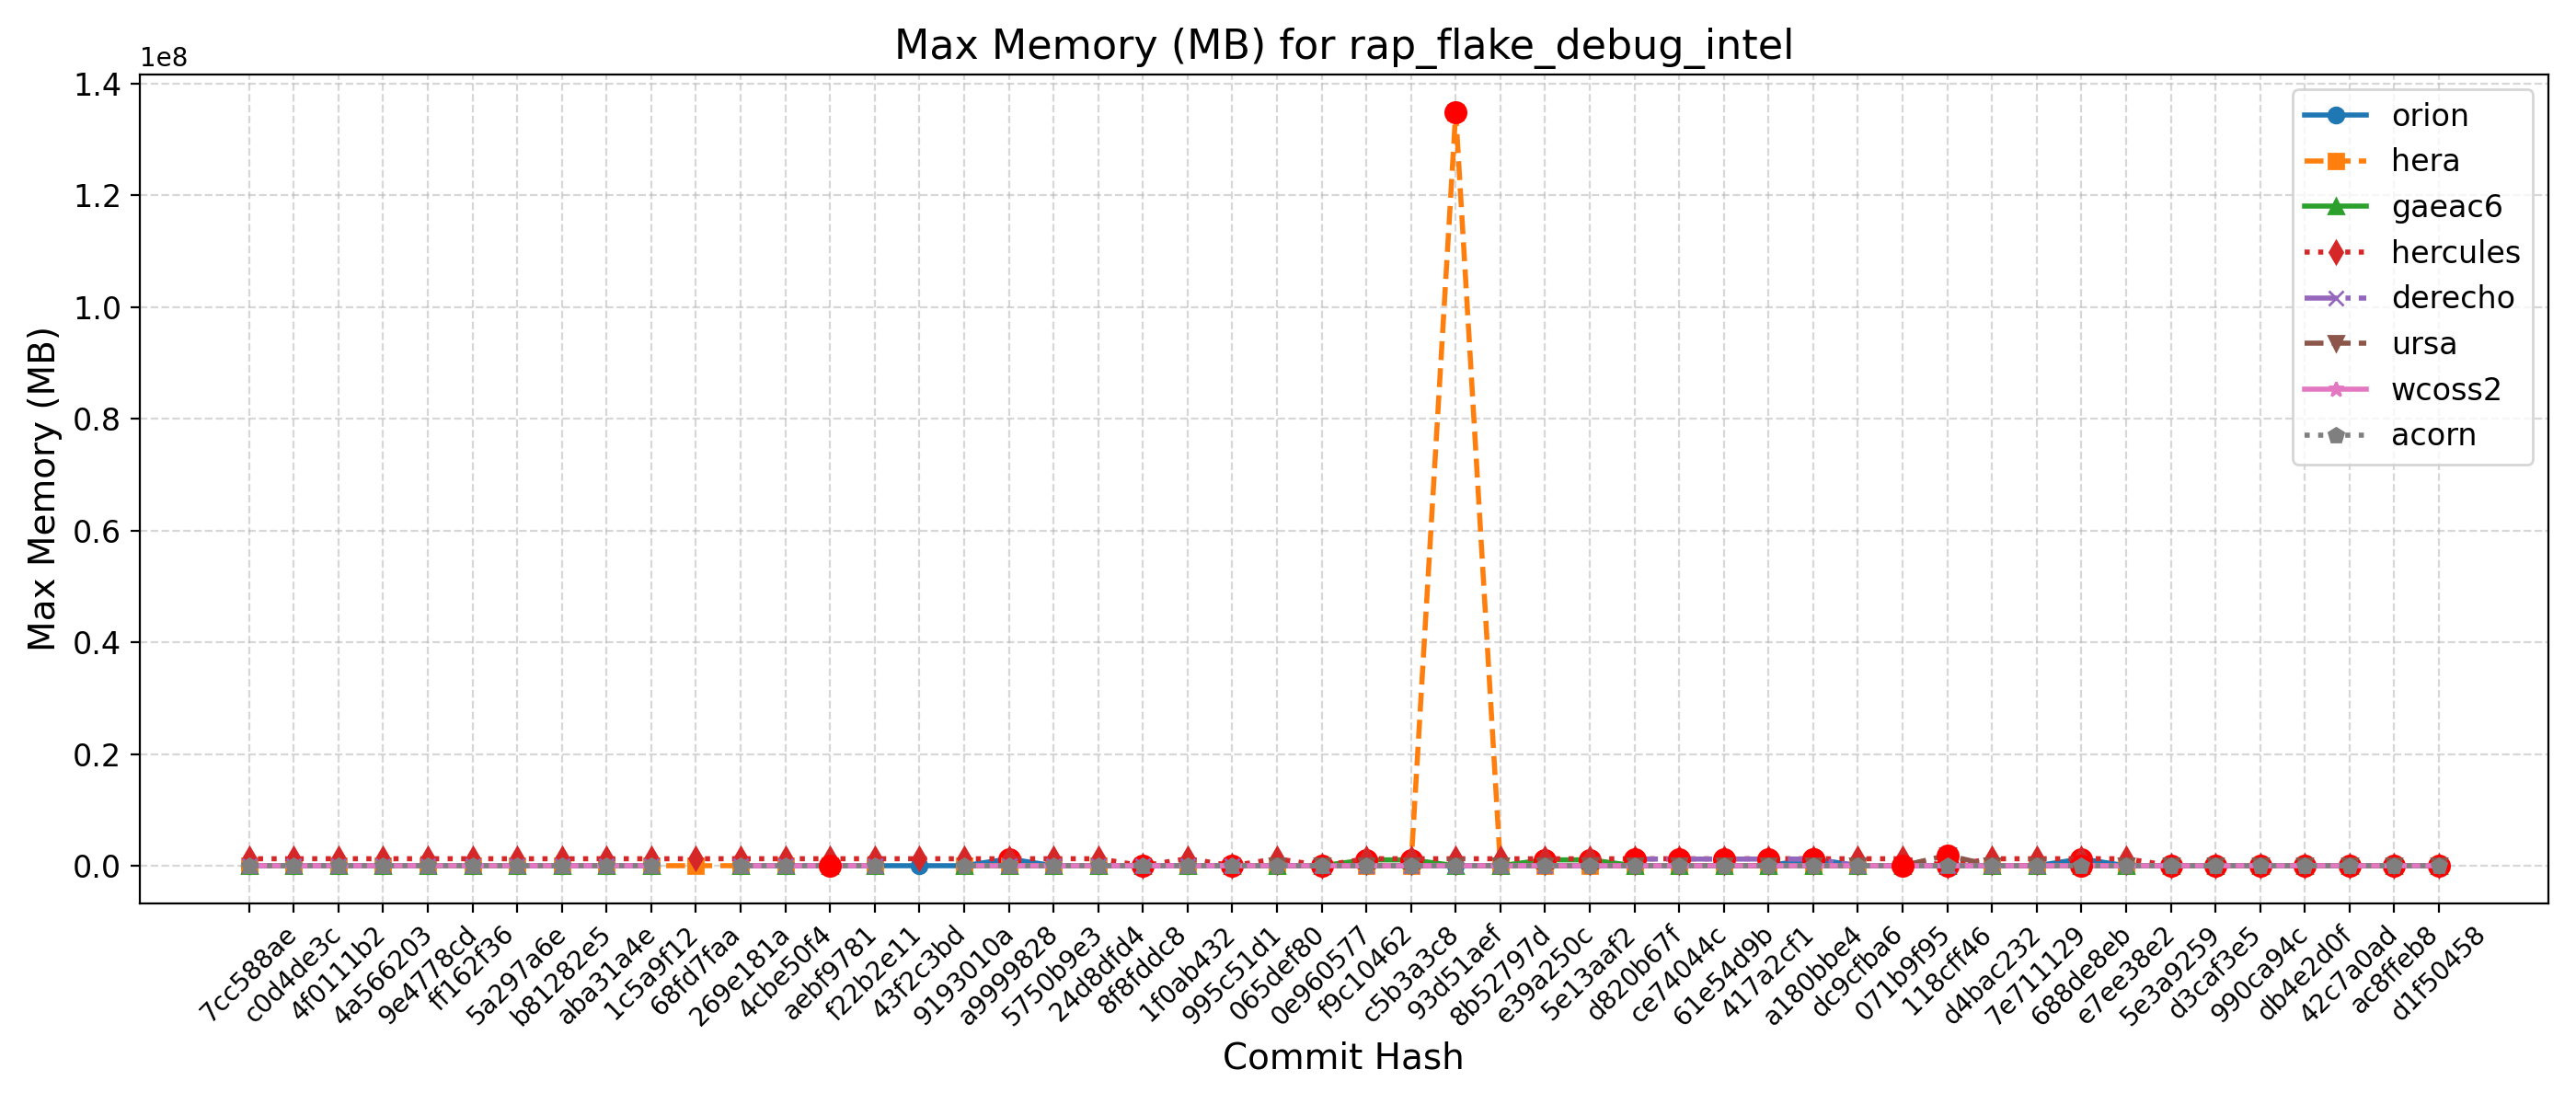 Max Memory (MB) for rap_flake_debug_intel
1e8
1.4
1.2
1.0
0.8
0.6
0.4
0.2
0.0
Max Memory (MB)
orion
hera
gaeac6
hercules
derecho
ursa
wcoss2
acorn
7cc588ae
c0d4de3c
4f0111b2
4a566203
9e4778cd
ff162f36
5a297a6e
b81282e5
aba31a4e
1c5a9f12
68fd7faa
269e181a
4cbe50f4
aebf9781
f22b2e11
43f2c3bd
9193010a
a9999828
5750b9e3
24d8dfd4
8f8fddc8
1f0ab432
995c51d1
065def80
0e960577
f9c10462
c5b3a3c8
93d51aef
8b52797d
e39a250c
5e13aaf2
d820b67f
ce74044c
61e54d9b
417a2cf1
a180bbe4
dc9cfba6
071b9f95
118cff46
d4bac232
7e711129
688de8eb
e7ee38e2
5e3a9259
d3caf3e5
990ca94c
db4e2d0f
42c7a0ad
ac8ffeb8
d1f50458
Commit Hash